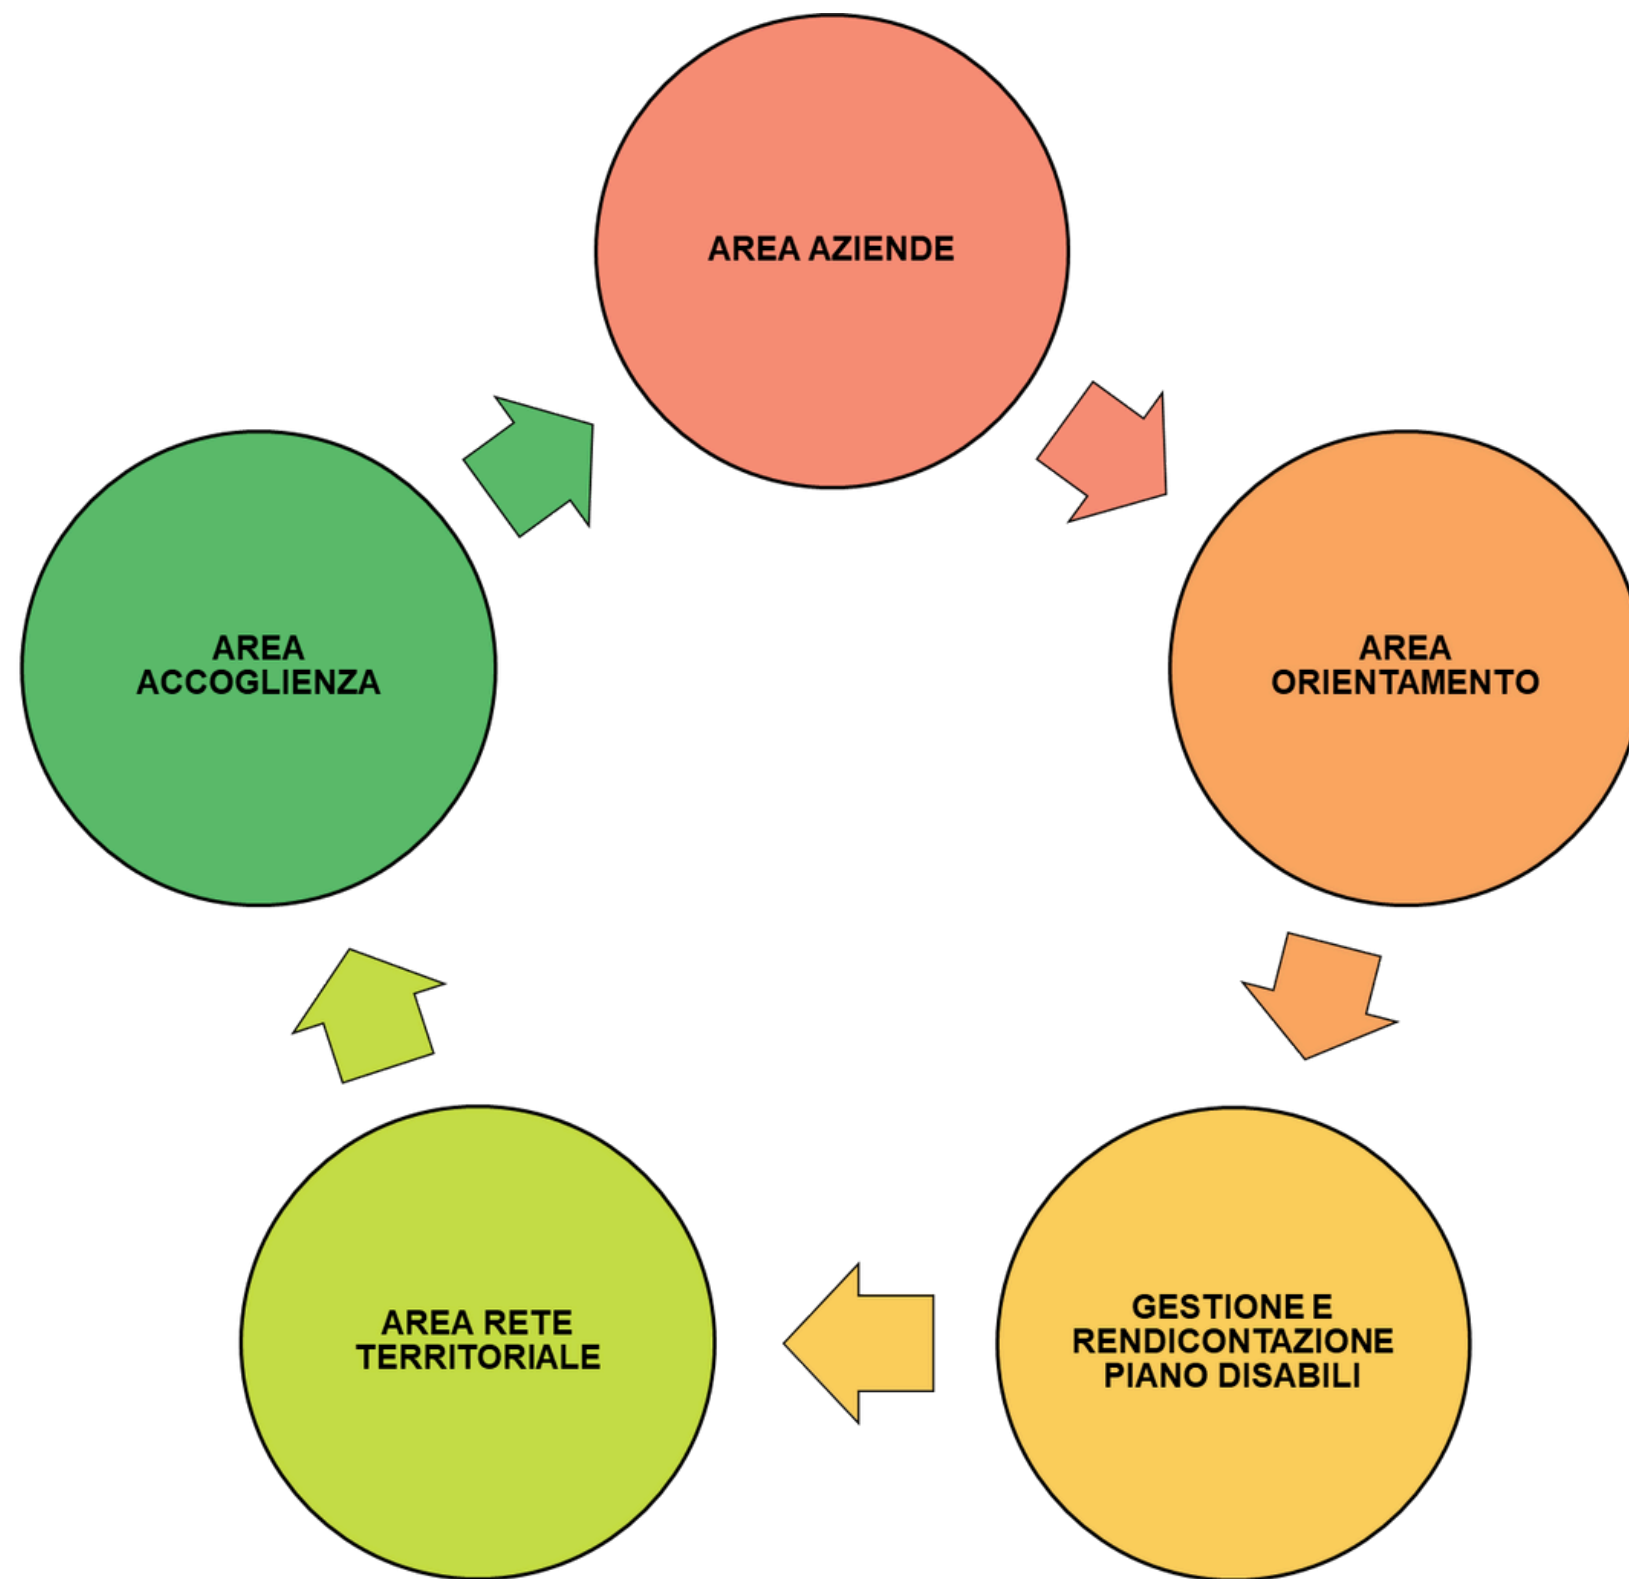 AREA AZIENDE
AREA
ACCOGLIENZA
AREA
ORIENTAMENTO
AREA RETE
TERRITORIALE
GESTIONE E
RENDICONTAZIONE
PIANO DISABILI